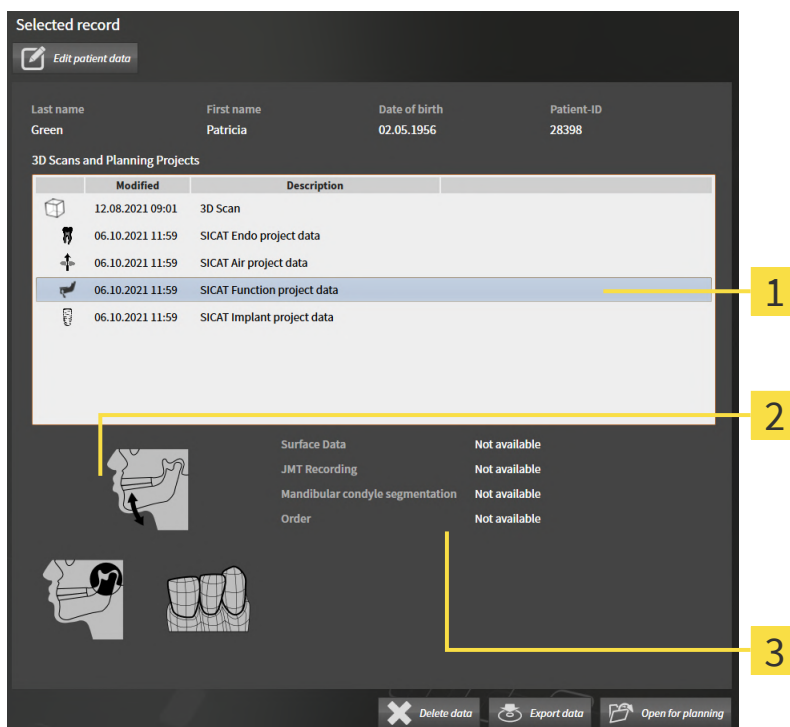 Selected record
Edit patient data
Last name First name Date of birth Patient-ID
Green Patricia 02.05.1956 28398
3D Scans and Planning Projects
Modified Description
12.08.2021 09:01 3D Scan
06.10.2021 11:59 SICAT Endo project data
06.10.2021 11:59 SICAT Air project data
06.10.2021 11:59 SICAT Function project data
1
06.10.2021 11:59 SICAT Implant project data
2
Surface Data Not available
JMT Recording Not available
Mandibular condyle segmentation Not available
Order Not available
3
Delete data Export data Open for planning